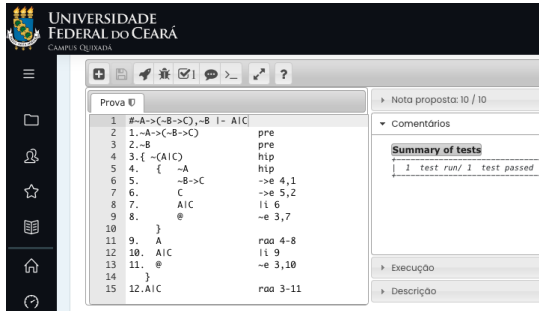 UNIVERSIDADE
FEDERAL DO CEARÁ
CAMPUS QUIXADÁ
Prova
1 #~A->(~B->C),~B |- A|C
2 1.~A->(~B->C) pre
3 2.~B pre
4 3.{ ~(A|C) hip
5 4. { ~A hip
6 5. ~B->C ->e 4,1
7 6. C ->e 5,2
8 7. A|C |i 6
9 8. @ ~e 3,7
10 }
11 9. A raa 4-8
12 10. A|C |i 9
13 11. @ ~e 3,10
14 }
15 12.A|C raa 3-11
Nota proposta: 10 / 10
Comentários
Summary of tests
1 test run/ 1 test passed
Execução
Descrição